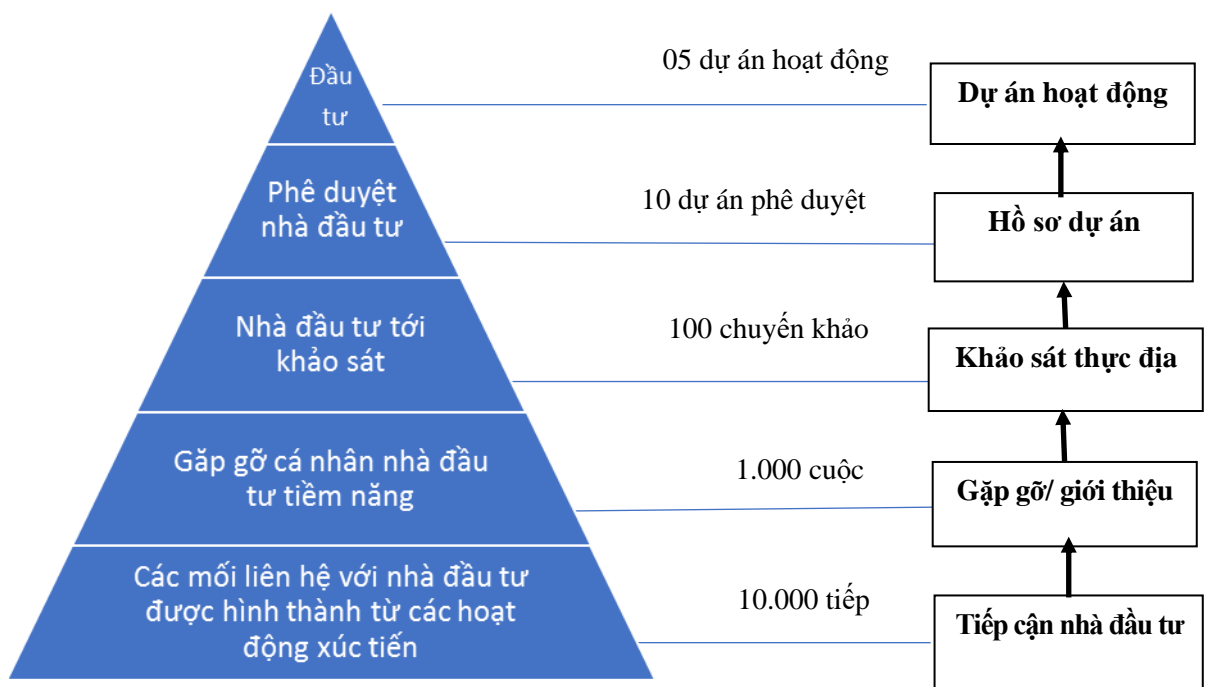 Đầu
tư
05 dự án hoạt động
Dự án hoạt động
Phê duyệt
nhà đầu tư
10 dự án phê duyệt
Hồ sơ dự án
Nhà đầu tư tới
khảo sát
100 chuyến khảo
Khảo sát thực địa
Găp gỡ cá nhân nhà đầu
tư tiềm năng
1.000 cuộc
Gặp gỡ/ giới thiệu
Các mối liên hệ với nhà đầu tư
được hình thành từ các hoạt
động xúc tiến
10.000 tiếp
Tiếp cận nhà đầu tư